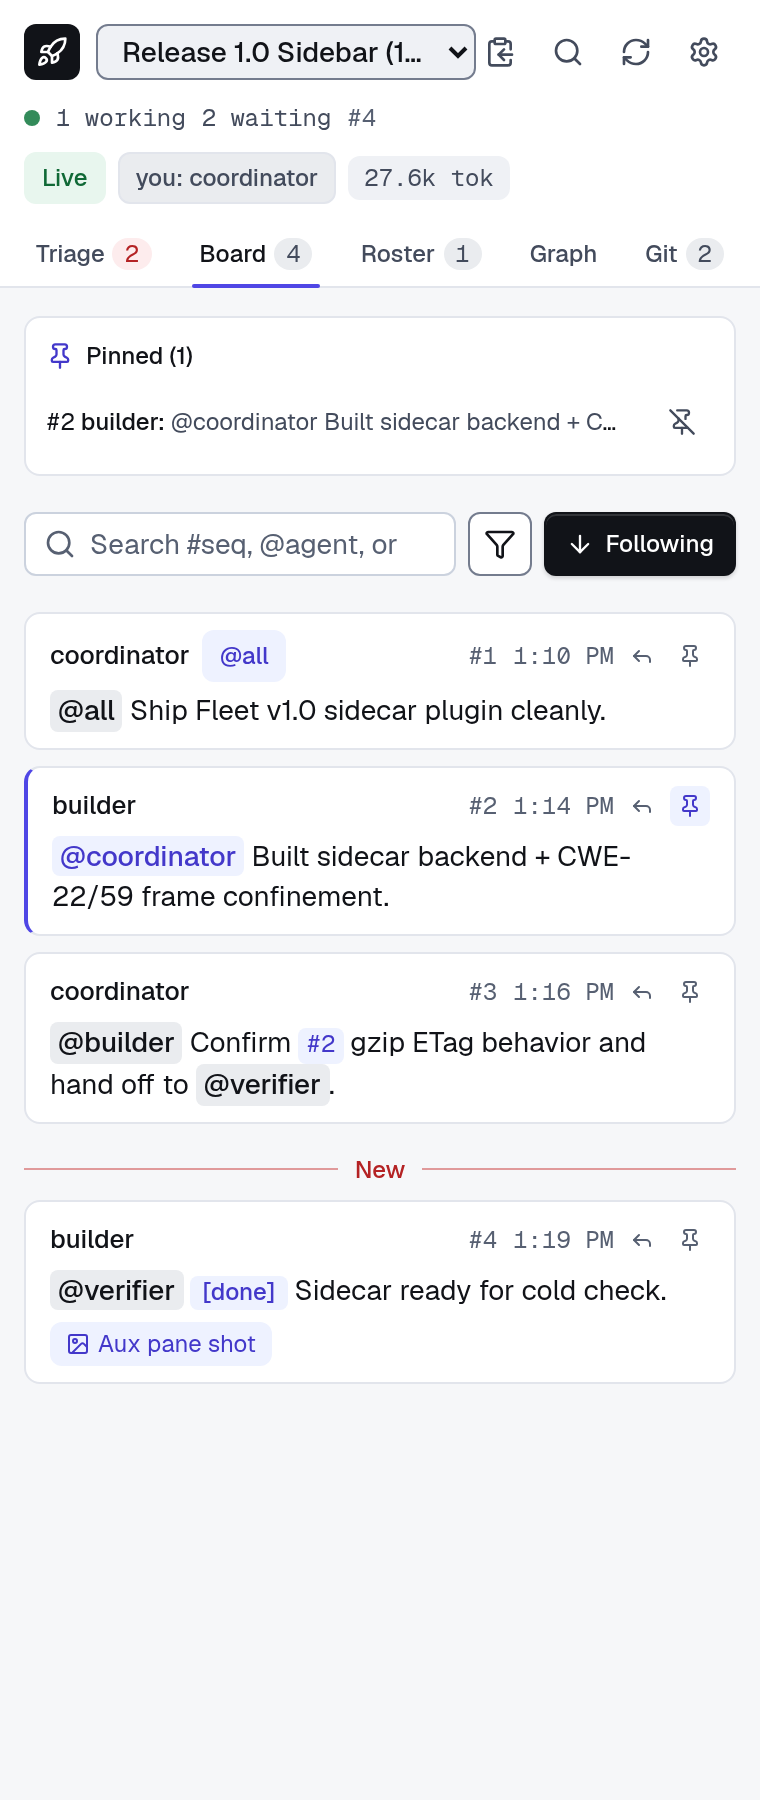 Release 1.0 Sidebar (1...
1 working 2 waiting #4
Live you: coordinator 27.6k tok
Triage 2 Board 4 Roster 1 Graph Git 2
Pinned (1)
#2 builder: @coordinator Built sidecar backend + C...
Search #seq, @agent, or Following
coordinator @all #1 1:10 PM
@all Ship Fleet v1.0 sidecar plugin cleanly.
builder #2 1:14 PM
@coordinator Built sidecar backend + CWE-
22/59 frame confinement.
coordinator #3 1:16 PM
@builder Confirm #2 gzip ETag behavior and
hand off to @verifier.
New
builder #4 1:19 PM
@verifier [done] Sidecar ready for cold check.
Aux pane shot